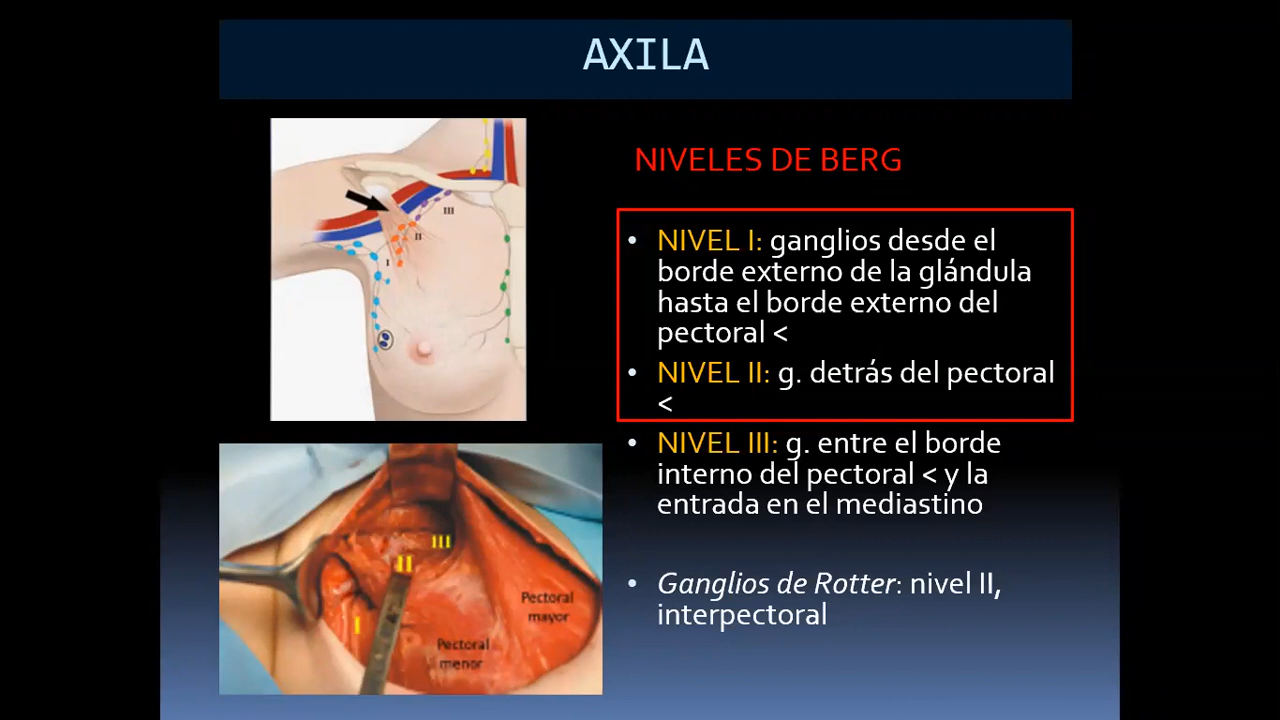 AXILA
NIVELES DE BERG
• NIVEL I: ganglios desde el
borde externo de la glándula
hasta el borde externo del
pectoral <
• NIVEL II: g. detrás del pectoral
<
• NIVEL III: g. entre el borde
interno del pectoral < y la
entrada en el mediastino
• Ganglios de Rotter: nivel II,
interpectoral
III
II
I
III
II
I
Pectoral
mayor
Pectoral
menor